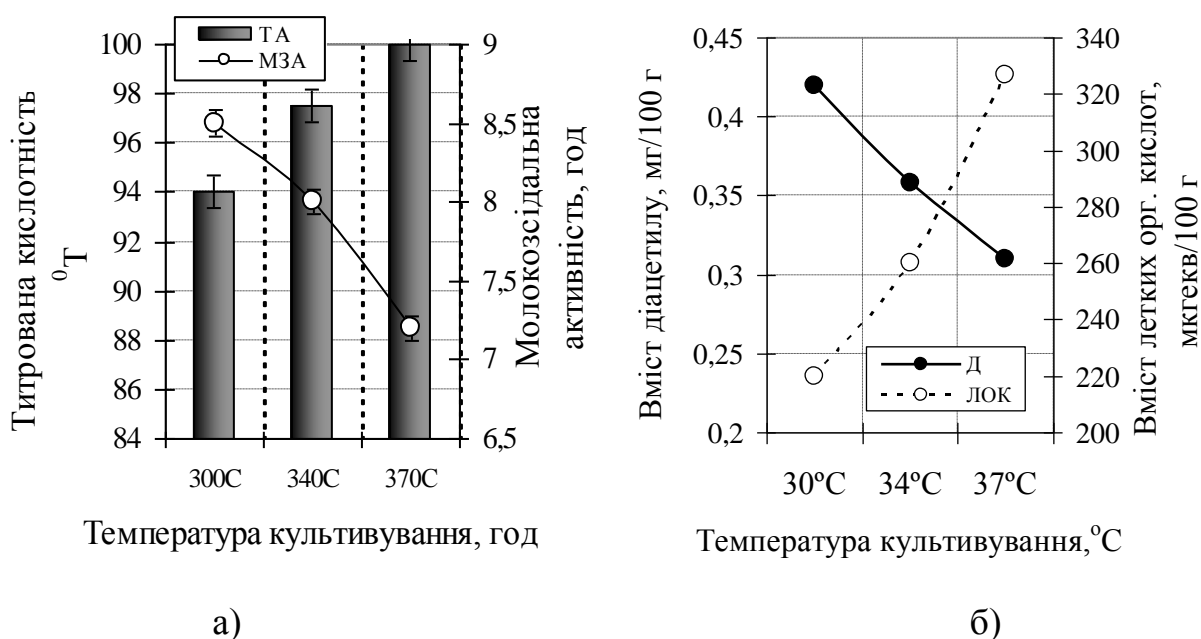 ТА
МЗА
100
98
96
94
92
90
88
86
84
Титрована кислотність
⁰Т
9
8,5
8
7,5
7
6,5
Молокозсідальна
активність, год
300С
340С
370С
Температура культивування, год
а)
0,45
0,4
0,35
0,3
0,25
0,2
Вміст діацетилу, мг/100 г
340
320
300
280
260
240
220
200
Вміст летких орг. кислот,
мкгекв/100 г
Д
ЛОК
30ºС
34ºС
37ºС
Температура культивування,ºС
б)